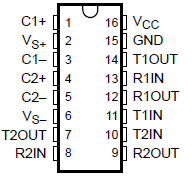 C1+ 1 16 VCC
VS+ 2 15 GND
C1− 3 14 T1OUT
C2+ 4 13 R1IN
C2− 5 12 R1OUT
VS− 6 11 T1IN
T2OUT 7 10 T2IN
R2IN 8 9 R2OUT